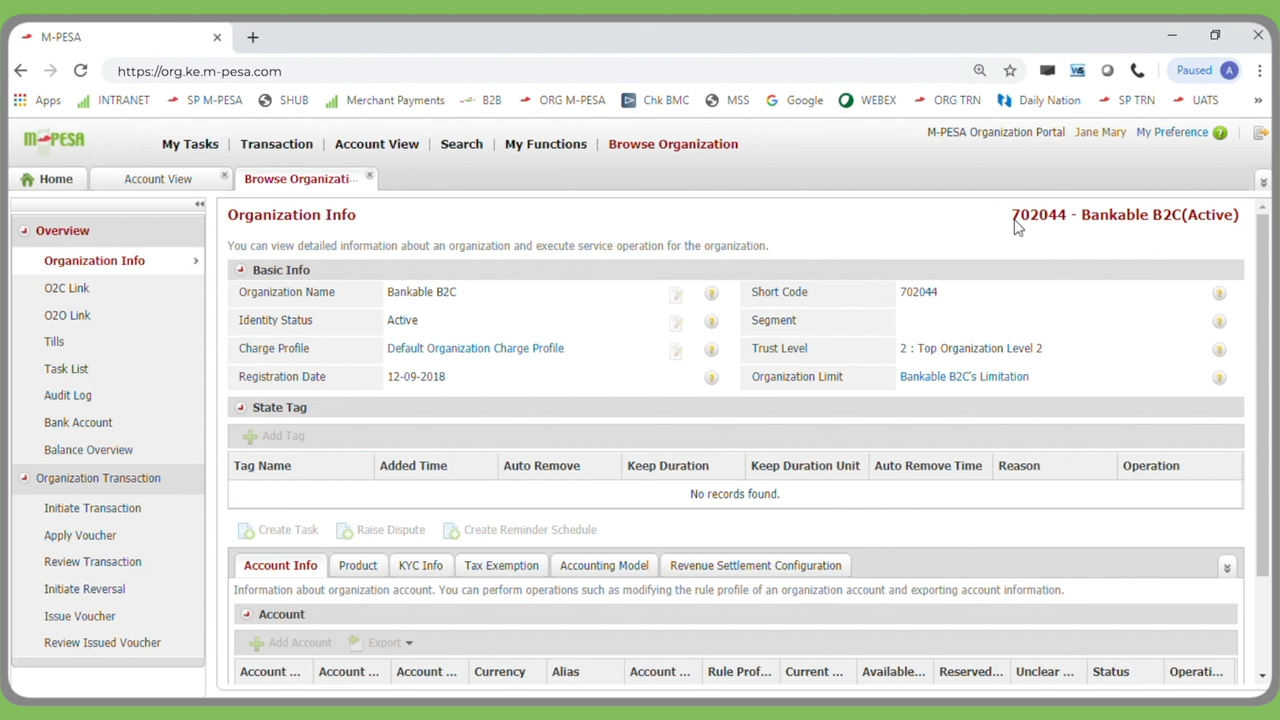 M-PESA
https://org.ke.m-pesa.com
Paused A
Apps INTRANET SP M-PESA SHUB Merchant Payments B2B ORG M-PESA Chk BMC MSS Google WEBEX ORG TRN Daily Nation SP TRN UATS »
M-PESA
M-PESA Organization Portal Jane Mary My Preference
My Tasks | Transaction | Account View | Search | My Functions | Browse Organization
Home Account View Browse Organizati...
Overview
Organization Info
O2C Link
O2O Link
Tills
Task List
Audit Log
Bank Account
Balance Overview
Organization Transaction
Initiate Transaction
Apply Voucher
Review Transaction
Initiate Reversal
Issue Voucher
Review Issued Voucher
Organization Info 702044 - Bankable B2C(Active)
You can view detailed information about an organization and execute service operation for the organization.
Basic Info
Organization Name Bankable B2C Short Code 702044
Identity Status Active Segment
Charge Profile Default Organization Charge Profile Trust Level 2 : Top Organization Level 2
Registration Date 12-09-2018 Organization Limit Bankable B2C's Limitation
State Tag
Add Tag
Tag Name Added Time Auto Remove Keep Duration Keep Duration Unit Auto Remove Time Reason Operation
No records found.
Create Task Raise Dispute Create Reminder Schedule
Account Info Product KYC Info Tax Exemption Accounting Model Revenue Settlement Configuration
Information about organization account. You can perform operations such as modifying the rule profile of an organization account and exporting account information.
Account
Add Account Export
Account ... Account ... Account ... Currency Alias Account ... Rule Prof... Current ... Available... Reserved... Unclear ... Status Operati...